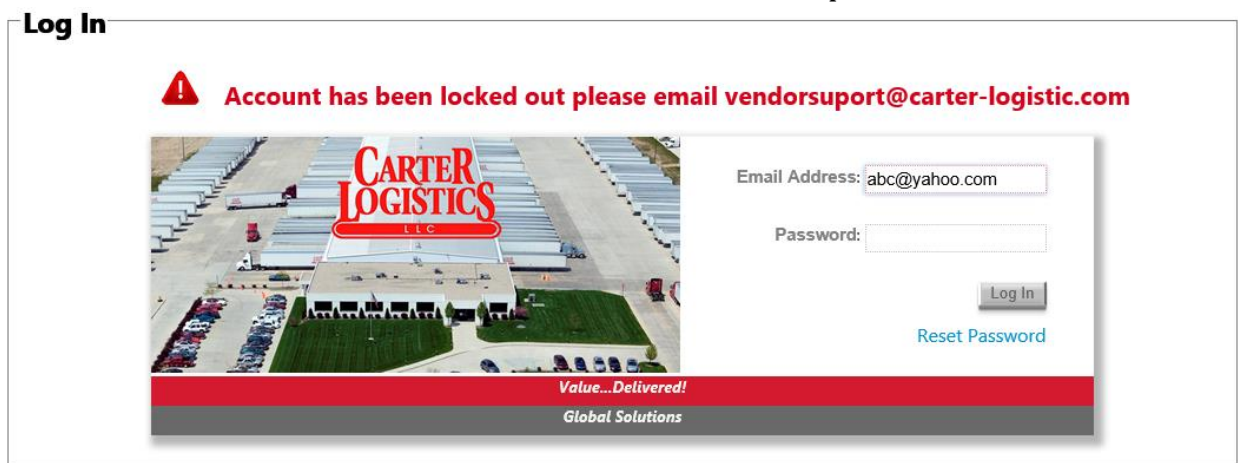 Log In
Account has been locked out please email vendorsuport@carter-logistic.com
CARTER
LOGISTICS
LLC
Email Address: abc@yahoo.com
Password:
Log In
Reset Password
Value...Delivered!
Global Solutions